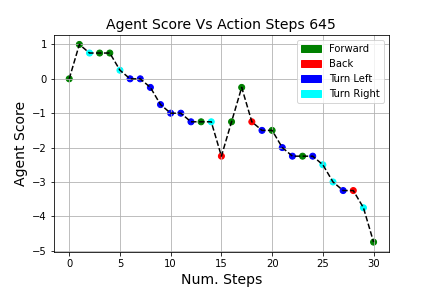 Agent Score Vs Action Steps 645
Forward
Back
Turn Left
Turn Right
Agent Score
1
0
−1
−2
−3
−4
−5
0 5 10 15 20 25 30
Num. Steps